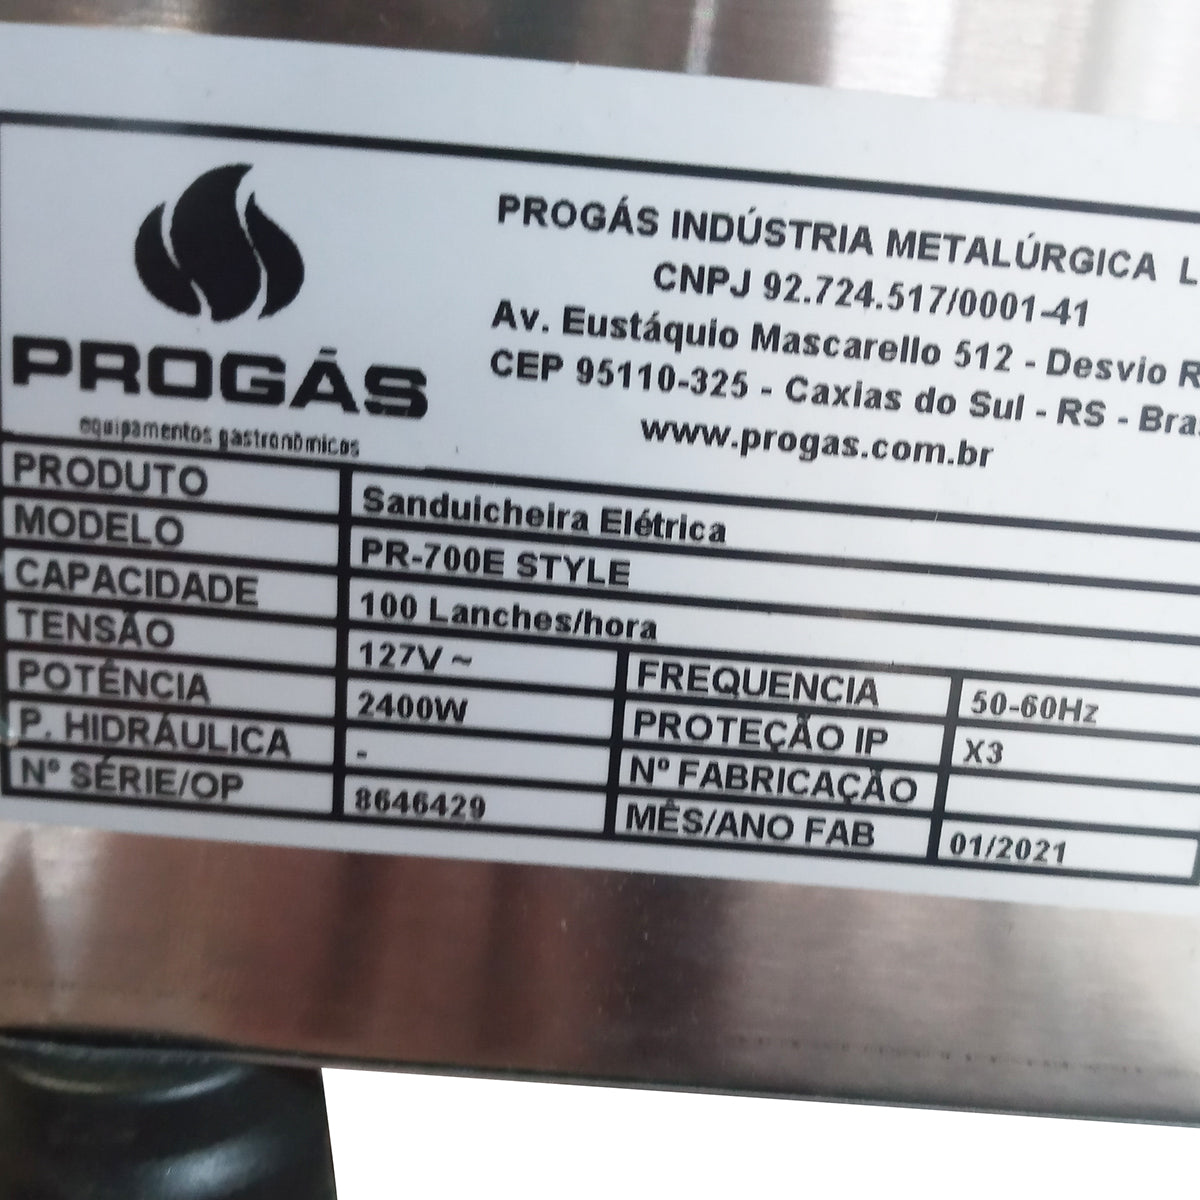 PROGÁS
equipamentos gastronômicos
PROGÁS INDÚSTRIA METALÚRGICA L
CNPJ 92.724.517/0001-41
Av. Eustáquio Mascarello 512 - Desvio R
CEP 95110-325 - Caxias do Sul - RS - Bras
www.progas.com.br
PRODUTO Sanduicheira Elétrica
MODELO PR-700E STYLE
CAPACIDADE 100 Lanches/hora
TENSÃO 127V ~ FREQUENCIA 50-60Hz
POTÊNCIA 2400W PROTEÇÃO IP X3
P. HIDRÁULICA - Nº FABRICAÇÃO
Nº SÉRIE/OP 8646429 MÊS/ANO FAB 01/2021